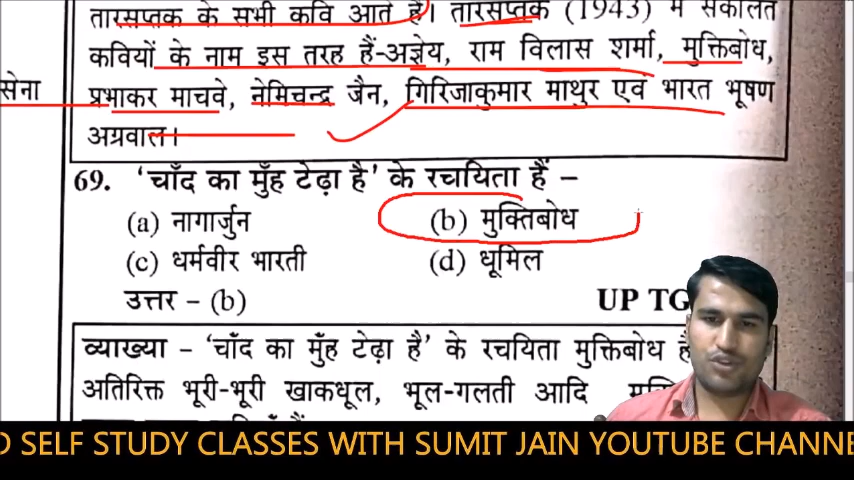 तारसप्तक के सभी कवि आते हैं। तारसप्तक (1943) में संकलित
कवियों के नाम इस तरह हैं-अज्ञेय, राम विलास शर्मा, मुक्तिबोध,
सेना
प्रभाकर माचवे, नेमिचन्द्र जैन, गिरिजाकुमार माथुर एवं भारत भूषण
अग्रवाल।
69. 'चाँद का मुँह टेढ़ा है' के रचयिता हैं –
(a) नागार्जुन (b) मुक्तिबोध
(c) धर्मवीर भारती (d) धूमिल
उत्तर – (b) UP TG
व्याख्या – 'चाँद का मुँह टेढ़ा है' के रचयिता मुक्तिबोध
अतिरिक्त भूरी-भूरी खाकधूल, भूल-गलती आदि
D SELF STUDY CLASSES WITH SUMIT JAIN YOUTUBE CHANNE